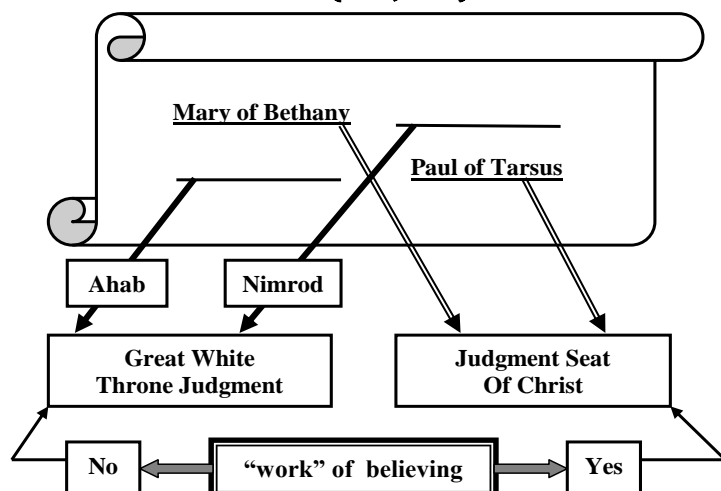 Mary of Bethany
Paul of Tarsus
Ahab
Nimrod
Great White
Throne Judgment
Judgment Seat
Of Christ
No
“work” of believing
Yes